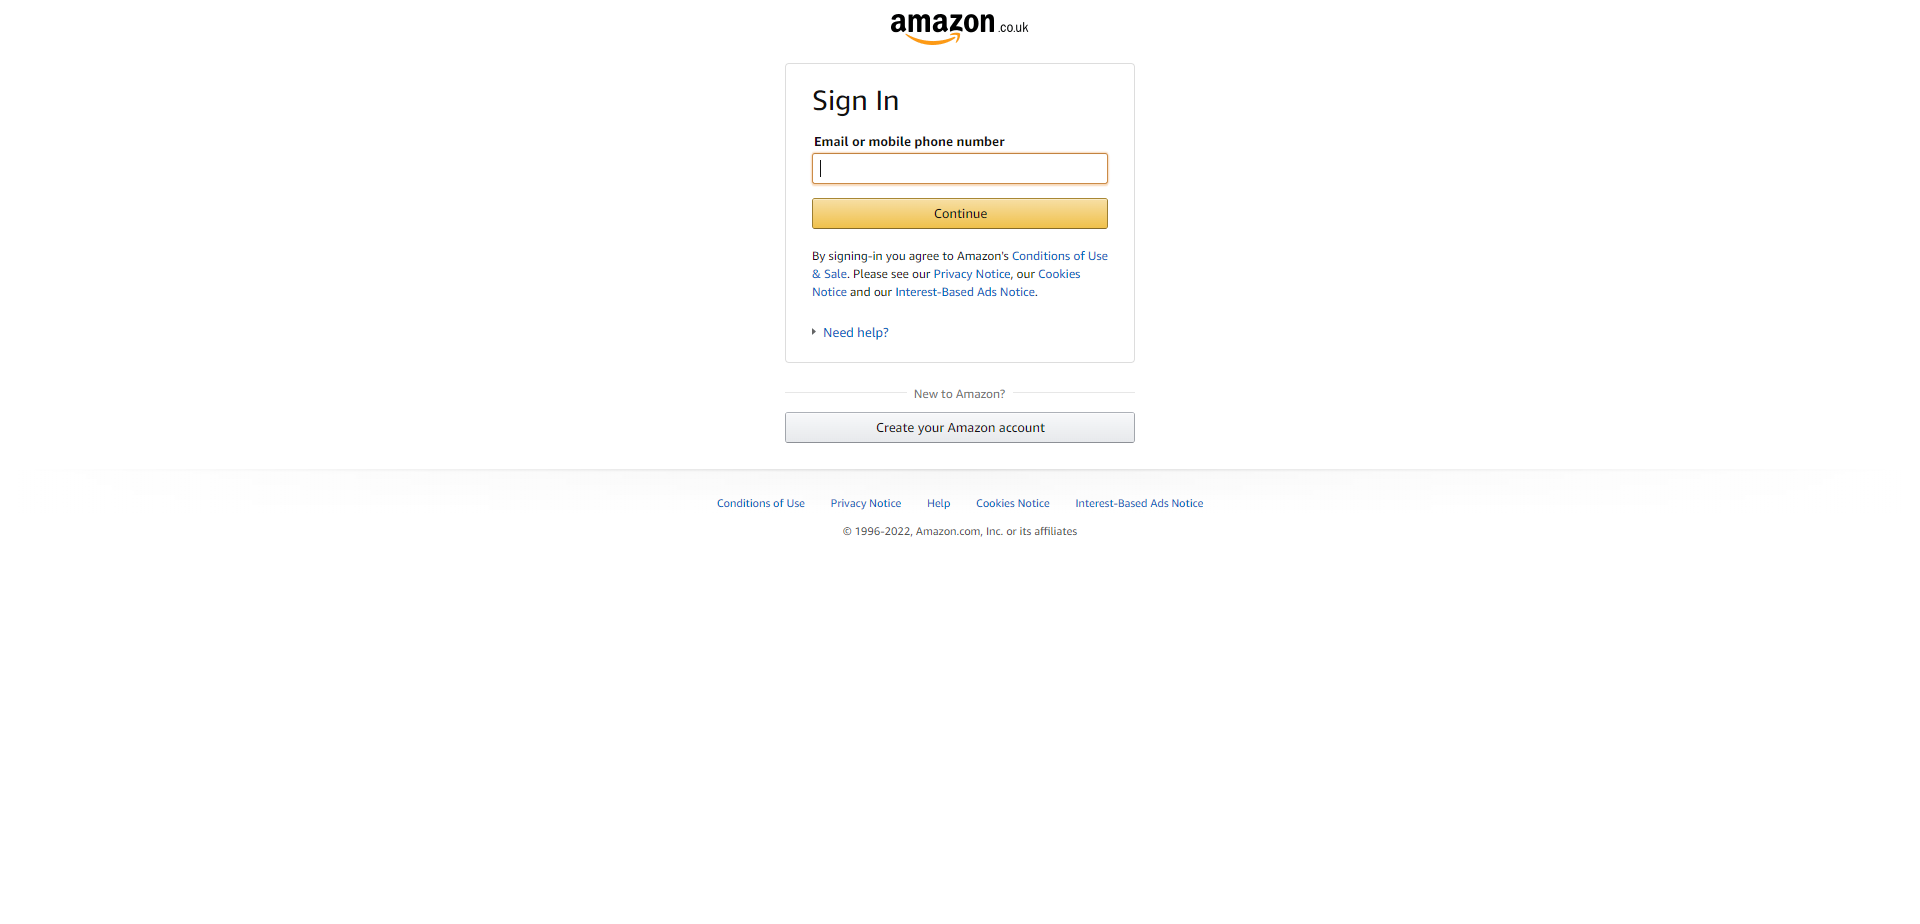 amazon.co.uk
Sign In
Email or mobile phone number
Continue
By signing-in you agree to Amazon's Conditions of Use
& Sale. Please see our Privacy Notice, our Cookies
Notice and our Interest-Based Ads Notice.
Need help?
New to Amazon?
Create your Amazon account
Conditions of Use Privacy Notice Help Cookies Notice Interest-Based Ads Notice
© 1996-2022, Amazon.com, Inc. or its affiliates